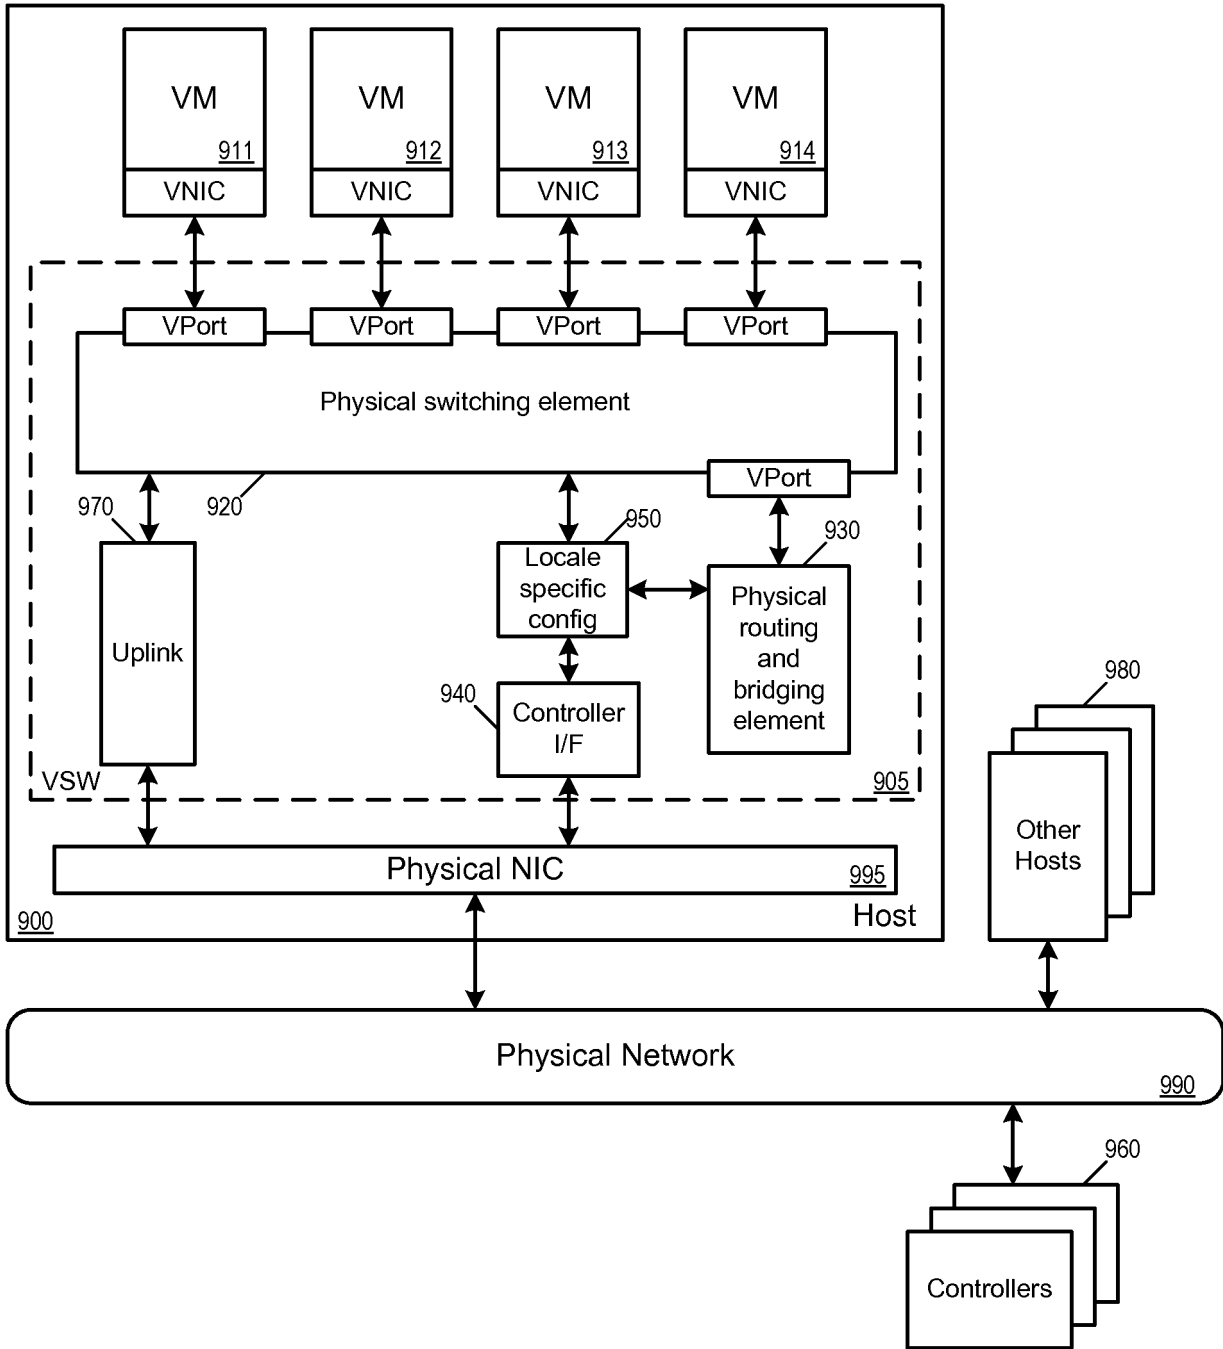 VM VM VM VM
911 912 913 914
VNIC VNIC VNIC VNIC
VPort VPort VPort VPort
Physical switching element
VPort
970 920 950 930
Locale
specific
config
Physical
routing
and
bridging
element
Uplink
940
Controller
I/F
VSW
905
Physical NIC
995
900
Host
980
Other
Hosts
Physical Network
990
960
Controllers